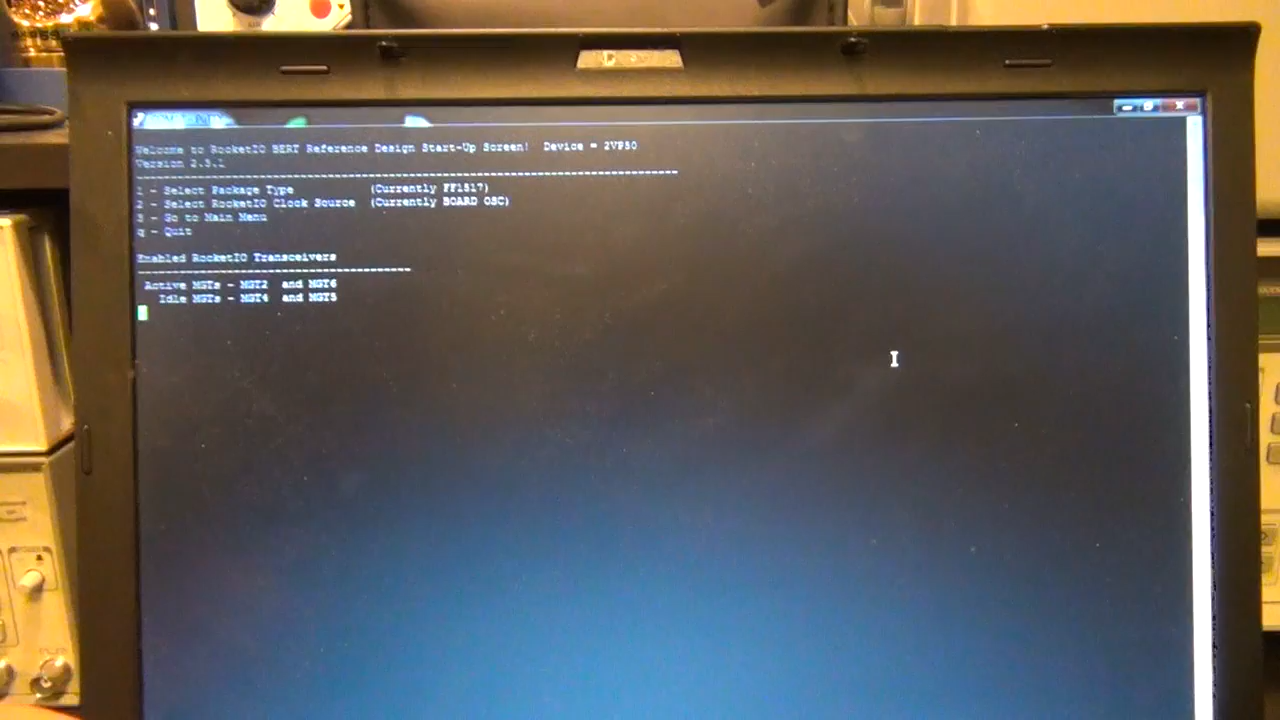 Welcome to RocketIO BERT Reference Design Start-Up Screen!  Device = 2VP50
Version 2.3.1
1 - Select Package Type (Currently FF1517)
2 - Select RocketIO Clock Source (Currently BOARD OSC)
3 - Go to Main Menu
q - Quit
Enabled RocketIO Transceivers
Active MGTs - MGT2 and MGT6
Idle MGTs - MGT4 and MGT5